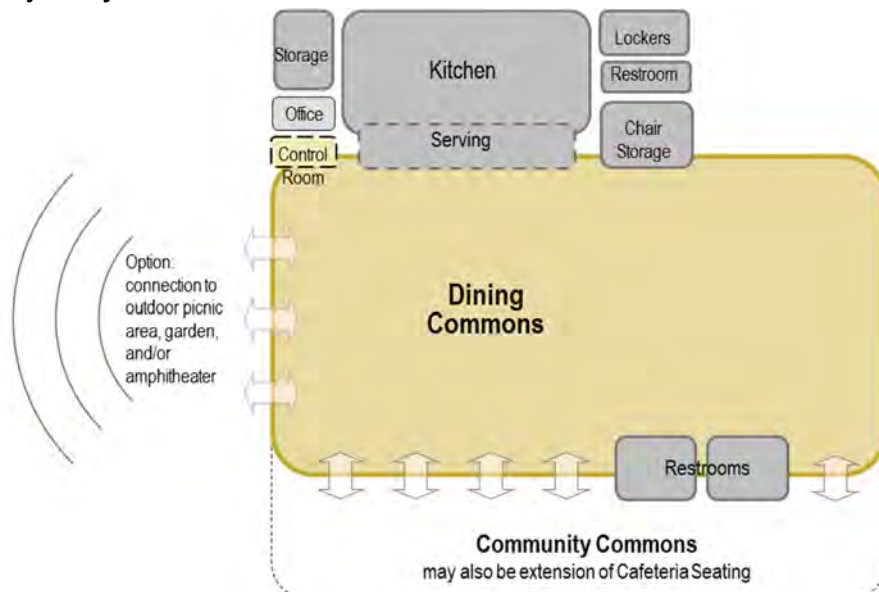 Storage
Kitchen
Lockers
Restroom
Office
Serving
Chair
Storage
Control
Room
Option:
connection to
outdoor picnic
area, garden,
and/or
amphitheater
Dining
Commons
Restrooms
Community Commons
may also be extension of Cafeteria Seating